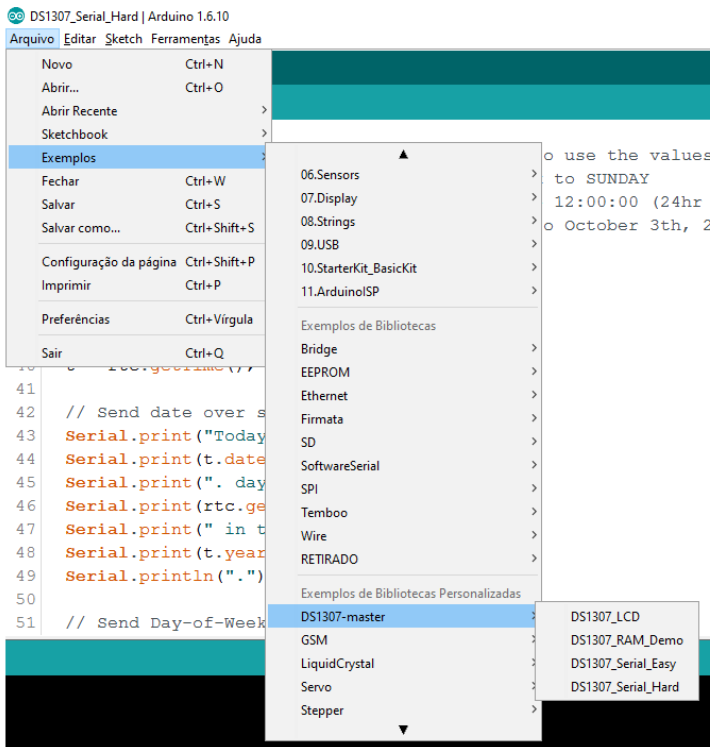 DS1307_Serial_Hard | Arduino 1.6.10
Arquivo Editar Sketch Ferramentas Ajuda
Novo Ctrl+N
Abrir... Ctrl+O
Abrir Recente
Sketchbook
Exemplos
Fechar Ctrl+W
Salvar Ctrl+S
Salvar como... Ctrl+Shift+S
Configuração da página Ctrl+Shift+P
Imprimir Ctrl+P
Preferências Ctrl+Vírgula
Sair Ctrl+Q
06.Sensors
07.Display
08.Strings
09.USB
10.StarterKit_BasicKit
11.ArduinoISP
Exemplos de Bibliotecas
Bridge
EEPROM
Ethernet
Firmata
SD
SoftwareSerial
SPI
Temboo
Wire
RETIRADO
Exemplos de Bibliotecas Personalizadas
DS1307-master
GSM
LiquidCrystal
Servo
Stepper
DS1307_LCD
DS1307_RAM_Demo
DS1307_Serial_Easy
DS1307_Serial_Hard
o use the values
to SUNDAY
12:00:00 (24hr
o October 3th, 2
41
42 // Send date over s
43 Serial.print("Today
44 Serial.print(t.date
45 Serial.print(". day
46 Serial.print(rtc.ge
47 Serial.print(" in t
48 Serial.print(t.year
49 Serial.println(".")
50
51 // Send Day-of-Week